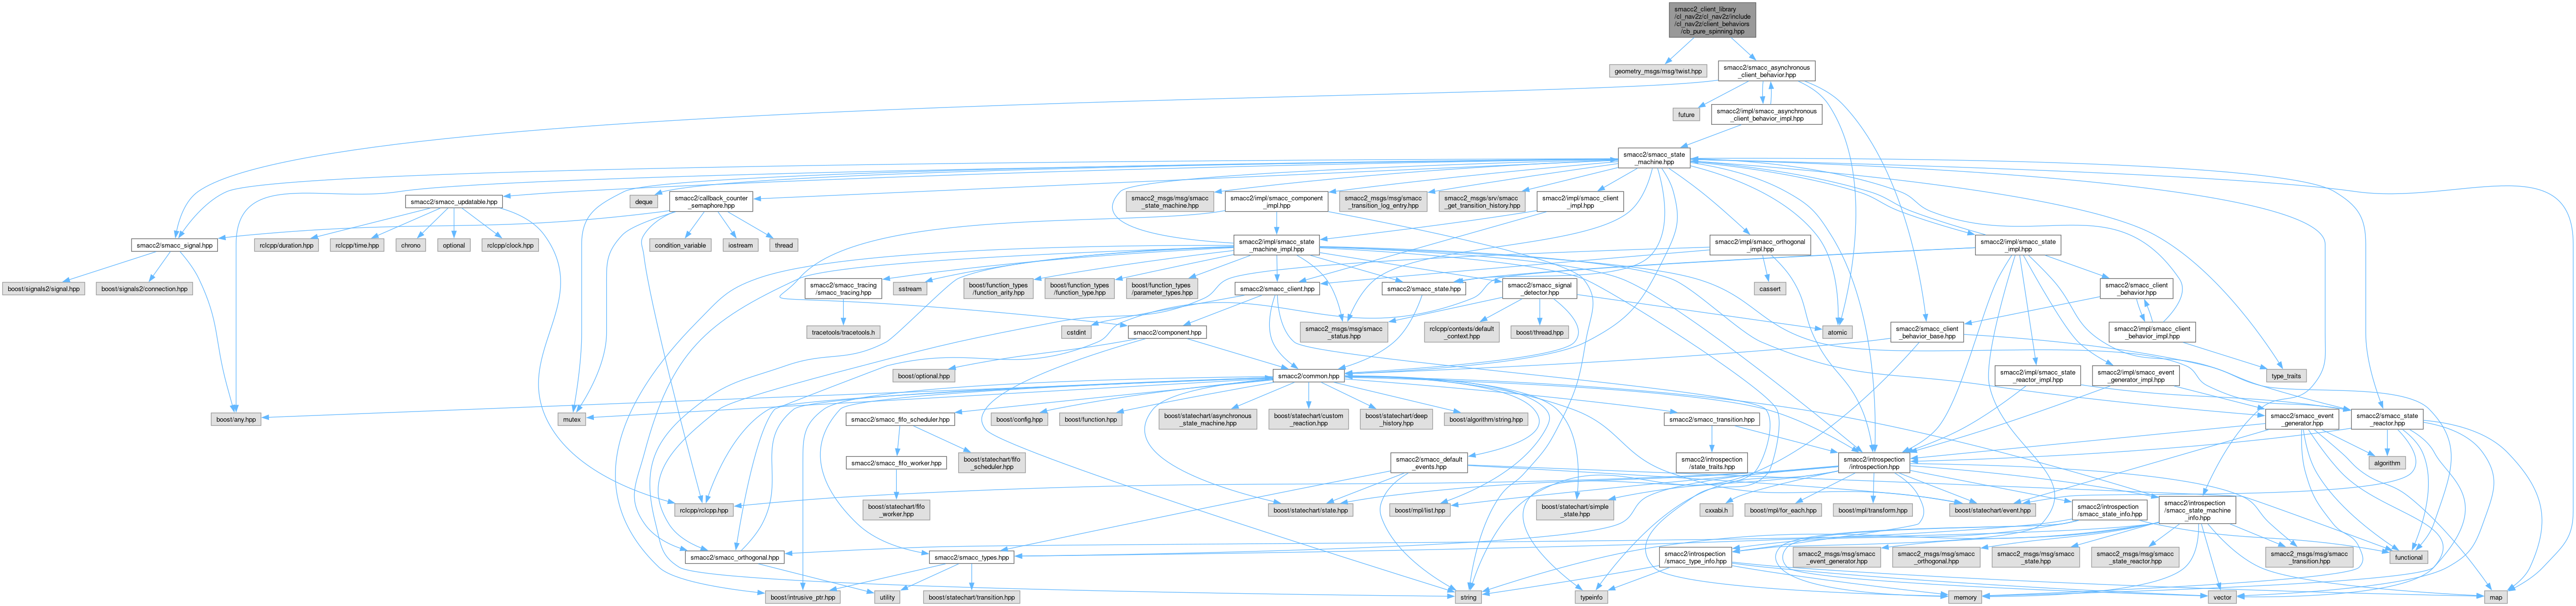 smacc2_client_library
/cl_nav2z/cl_nav2z/include
/cl_nav2z/client_behaviors
/cb_pure_spinning.hpp
geometry_msgs/msg/twist.hpp
smacc2/smacc_asynchronous
_client_behavior.hpp
future
smacc2/impl/smacc_asynchronous
_client_behavior_impl.hpp
smacc2/smacc_state
_machine.hpp
smacc2/smacc_updatable.hpp
smacc2/callback_counter
_semaphore.hpp
deque
smacc2_msgs/msg/smacc
_state_machine.hpp
smacc2/impl/smacc_component
_impl.hpp
smacc2_msgs/msg/smacc
_transition_log_entry.hpp
smacc2_msgs/srv/smacc
_get_transition_history.hpp
smacc2/impl/smacc_client
_impl.hpp
smacc2/smacc_signal.hpp
rclcpp/duration.hpp
rclcpp/time.hpp
chrono
optional
rclcpp/clock.hpp
condition_variable
iostream
thread
smacc2/impl/smacc_state
_machine_impl.hpp
smacc2/impl/smacc_orthogonal
_impl.hpp
smacc2/impl/smacc_state
_impl.hpp
boost/signals2/signal.hpp
boost/signals2/connection.hpp
smacc2/smacc_tracing
/smacc_tracing.hpp
sstream
boost/function_types
/function_arity.hpp
boost/function_types
/function_type.hpp
boost/function_types
/parameter_types.hpp
smacc2/smacc_client.hpp
smacc2/smacc_state.hpp
smacc2/smacc_signal
_detector.hpp
cassert
smacc2/smacc_client
_behavior.hpp
tracetools/tracetools.h
cstdint
smacc2/component.hpp
smacc2_msgs/msg/smacc
_status.hpp
rclcpp/contexts/default
_context.hpp
boost/thread.hpp
atomic
smacc2/smacc_client
_behavior_base.hpp
smacc2/impl/smacc_client
_behavior_impl.hpp
boost/optional.hpp
smacc2/common.hpp
smacc2/impl/smacc_state
_reactor_impl.hpp
smacc2/impl/smacc_event
_generator_impl.hpp
type_traits
boost/any.hpp
mutex
smacc2/smacc_fifo_scheduler.hpp
boost/config.hpp
boost/function.hpp
boost/statechart/asynchronous
_state_machine.hpp
boost/statechart/custom
_reaction.hpp
boost/statechart/deep
_history.hpp
boost/algorithm/string.hpp
smacc2/smacc_transition.hpp
smacc2/smacc_event
_generator.hpp
smacc2/smacc_state
_reactor.hpp
smacc2/smacc_fifo_worker.hpp
boost/statechart/fifo
_scheduler.hpp
smacc2/smacc_default
_events.hpp
smacc2/introspection
/state_traits.hpp
smacc2/introspection
/introspection.hpp
algorithm
rclcpp/rclcpp.hpp
boost/statechart/fifo
_worker.hpp
boost/statechart/state.hpp
boost/mpl/list.hpp
boost/statechart/simple
_state.hpp
cxxabi.h
boost/mpl/for_each.hpp
boost/mpl/transform.hpp
boost/statechart/event.hpp
smacc2/introspection
/smacc_state_info.hpp
smacc2/introspection
/smacc_state_machine
_info.hpp
smacc2/smacc_orthogonal.hpp
smacc2/smacc_types.hpp
smacc2/introspection
/smacc_type_info.hpp
smacc2_msgs/msg/smacc
_event_generator.hpp
smacc2_msgs/msg/smacc
_orthogonal.hpp
smacc2_msgs/msg/smacc
_state.hpp
smacc2_msgs/msg/smacc
_state_reactor.hpp
smacc2_msgs/msg/smacc
_transition.hpp
functional
boost/intrusive_ptr.hpp
utility
boost/statechart/transition.hpp
string
typeinfo
memory
vector
map